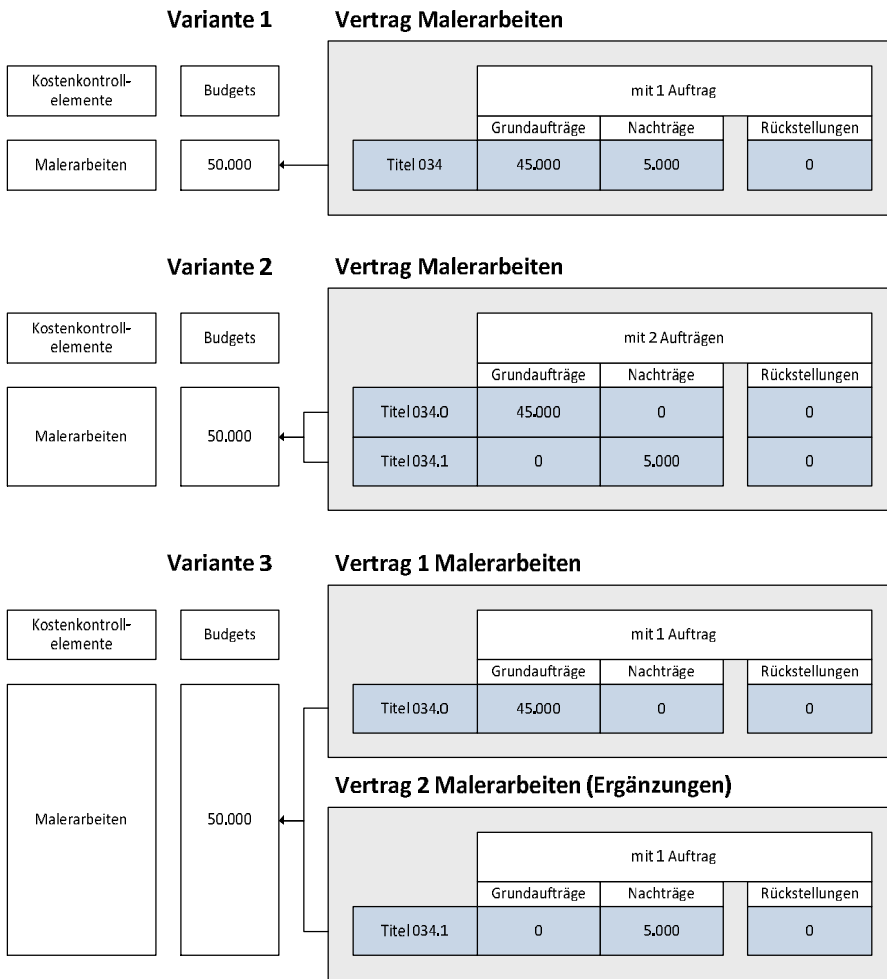 Variante 1
Vertrag Malerarbeiten
Kostenkontroll-
elemente
Budgets
mit 1 Auftrag
Grundaufträge
Nachträge
Rückstellungen
Malerarbeiten
50.000
Titel 034
45.000
5.000
0
Variante 2
Vertrag Malerarbeiten
Kostenkontroll-
elemente
Budgets
mit 2 Aufträgen
Grundaufträge
Nachträge
Rückstellungen
Malerarbeiten
50.000
Titel 034.0
45.000
0
0
Titel 034.1
0
5.000
0
Variante 3
Vertrag 1 Malerarbeiten
Kostenkontroll-
elemente
Budgets
mit 1 Auftrag
Grundaufträge
Nachträge
Rückstellungen
Titel 034.0
45.000
0
0
Malerarbeiten
50.000
Vertrag 2 Malerarbeiten (Ergänzungen)
mit 1 Auftrag
Grundaufträge
Nachträge
Rückstellungen
Titel 034.1
0
5.000
0